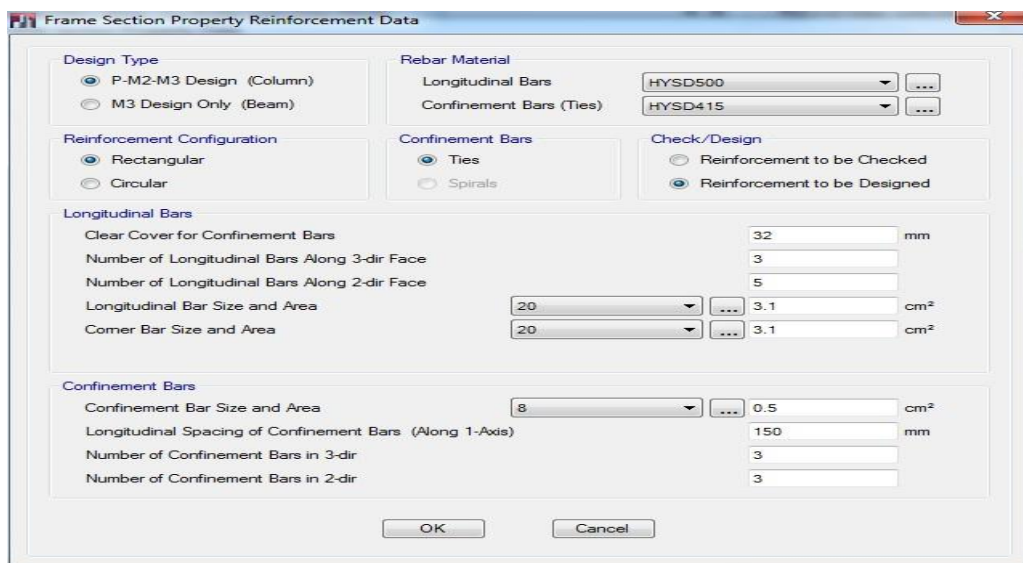 Frame Section Property Reinforcement Data
Design Type
P-M2-M3 Design (Column)
M3 Design Only (Beam)
Rebar Material
Longitudinal Bars HYSD500 ...
Confinement Bars (Ties) HYSD415 ...
Reinforcement Configuration
Rectangular
Circular
Confinement Bars
Ties
Spirals
Check/Design
Reinforcement to be Checked
Reinforcement to be Designed
Longitudinal Bars
Clear Cover for Confinement Bars 32 mm
Number of Longitudinal Bars Along 3-dir Face 3
Number of Longitudinal Bars Along 2-dir Face 5
Longitudinal Bar Size and Area 20 ... 3.1 cm²
Corner Bar Size and Area 20 ... 3.1 cm²
Confinement Bars
Confinement Bar Size and Area 8 ... 0.5 cm²
Longitudinal Spacing of Confinement Bars (Along 1-Axis) 150 mm
Number of Confinement Bars in 3-dir 3
Number of Confinement Bars in 2-dir 3
OK Cancel